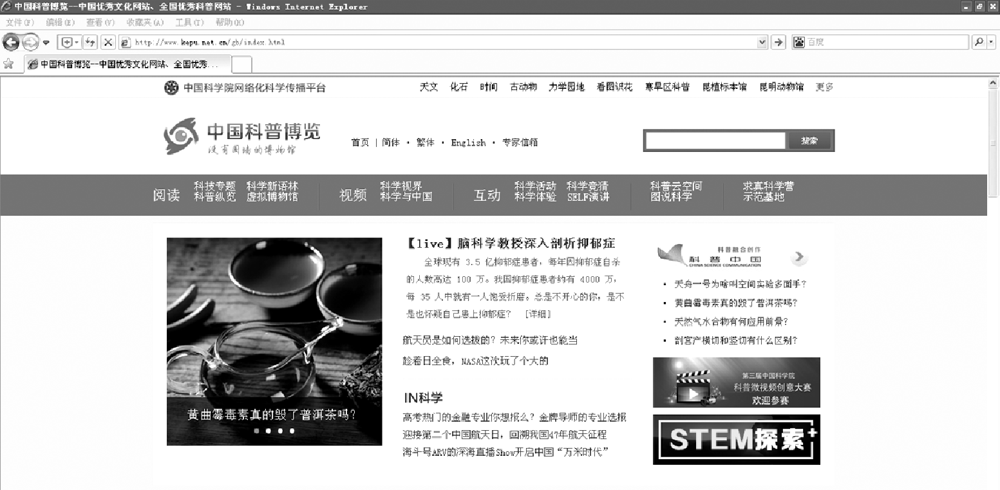 中国科普博览--中国优秀文化网站、全国优秀科普网站 - Windows Internet Explorer
文件(F) 编辑(E) 查看(V) 收藏夹(A) 工具(T) 帮助(H)
http://www.kepu.net.cn/gb/index.html
百度
中国科普博览--中国优秀文化网站、全国优秀...
中国科学院网络化科学传播平台
天文 化石 时间 古动物 力学园地 看图识花 寒旱区科普 昆植标本馆 昆明动物馆 更多
中国科普博览
没有围墙的博物馆
首页 | 简体 · 繁体 · English · 专家信箱
搜索
阅读
科技专题 科学新语林
科普纵览 虚拟博物馆
视频
科学视界
科学与中国
互动
科学活动 科学竞猜
科学体验 SELF演讲
科普云空间
图说科学
求真科学营
示范基地
黄曲霉毒素真的毁了普洱茶吗？
【live】脑科学教授深入剖析抑郁症
全球现有 3.5 亿抑郁症患者，每年因抑郁症自杀
的人数高达 100 万。我国抑郁症患者约有 4000 万，
每 35 人中就有一人饱受折磨。总是不开心的你，是不
是也怀疑自己患上抑郁症？ [详细]
航天员是如何选拔的？未来你或许也能当
趁着日全食，NASA这次玩了个大的
IN科学
高考热门的金融专业你想报么？金牌导师的专业选报
迎接第二个中国航天日，回溯我国47年航天征程
海斗号ARV的深海直播Show开启中国“万米时代”
科普融合创作
科普中国
CHINA SCIENCE COMMUNICATION
· 天舟一号为啥叫空间实验多面手？
· 黄曲霉毒素真的毁了普洱茶吗？
· 天然气水合物有何应用前景？
· 剖宫产横切和竖切有什么区别？
第三届中国科学院
科普微视频创意大赛
欢迎参赛
STEM探索+